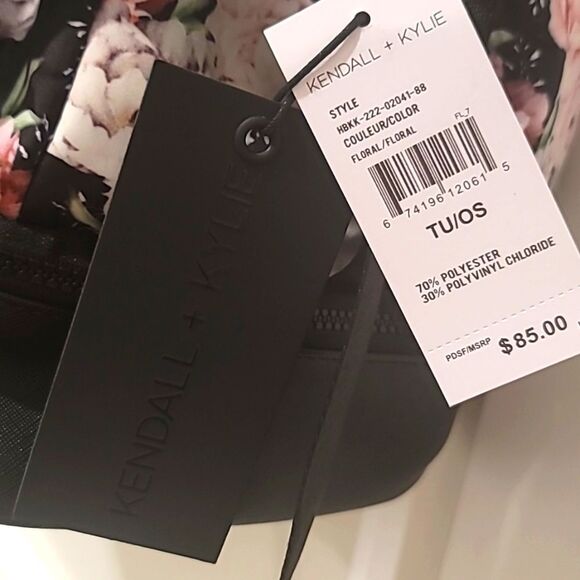 KENDALL + KYLIE
KENDALL + KYLIE
STYLE
HBKK-222-02041-88
COULEUR/COLOR
FLORAL/FLORAL
FL_7
6 74196 12061 5
TU/OS
70% POLYESTER
30% POLYVINYL CHLORIDE
PDSF/MSRP $85.00